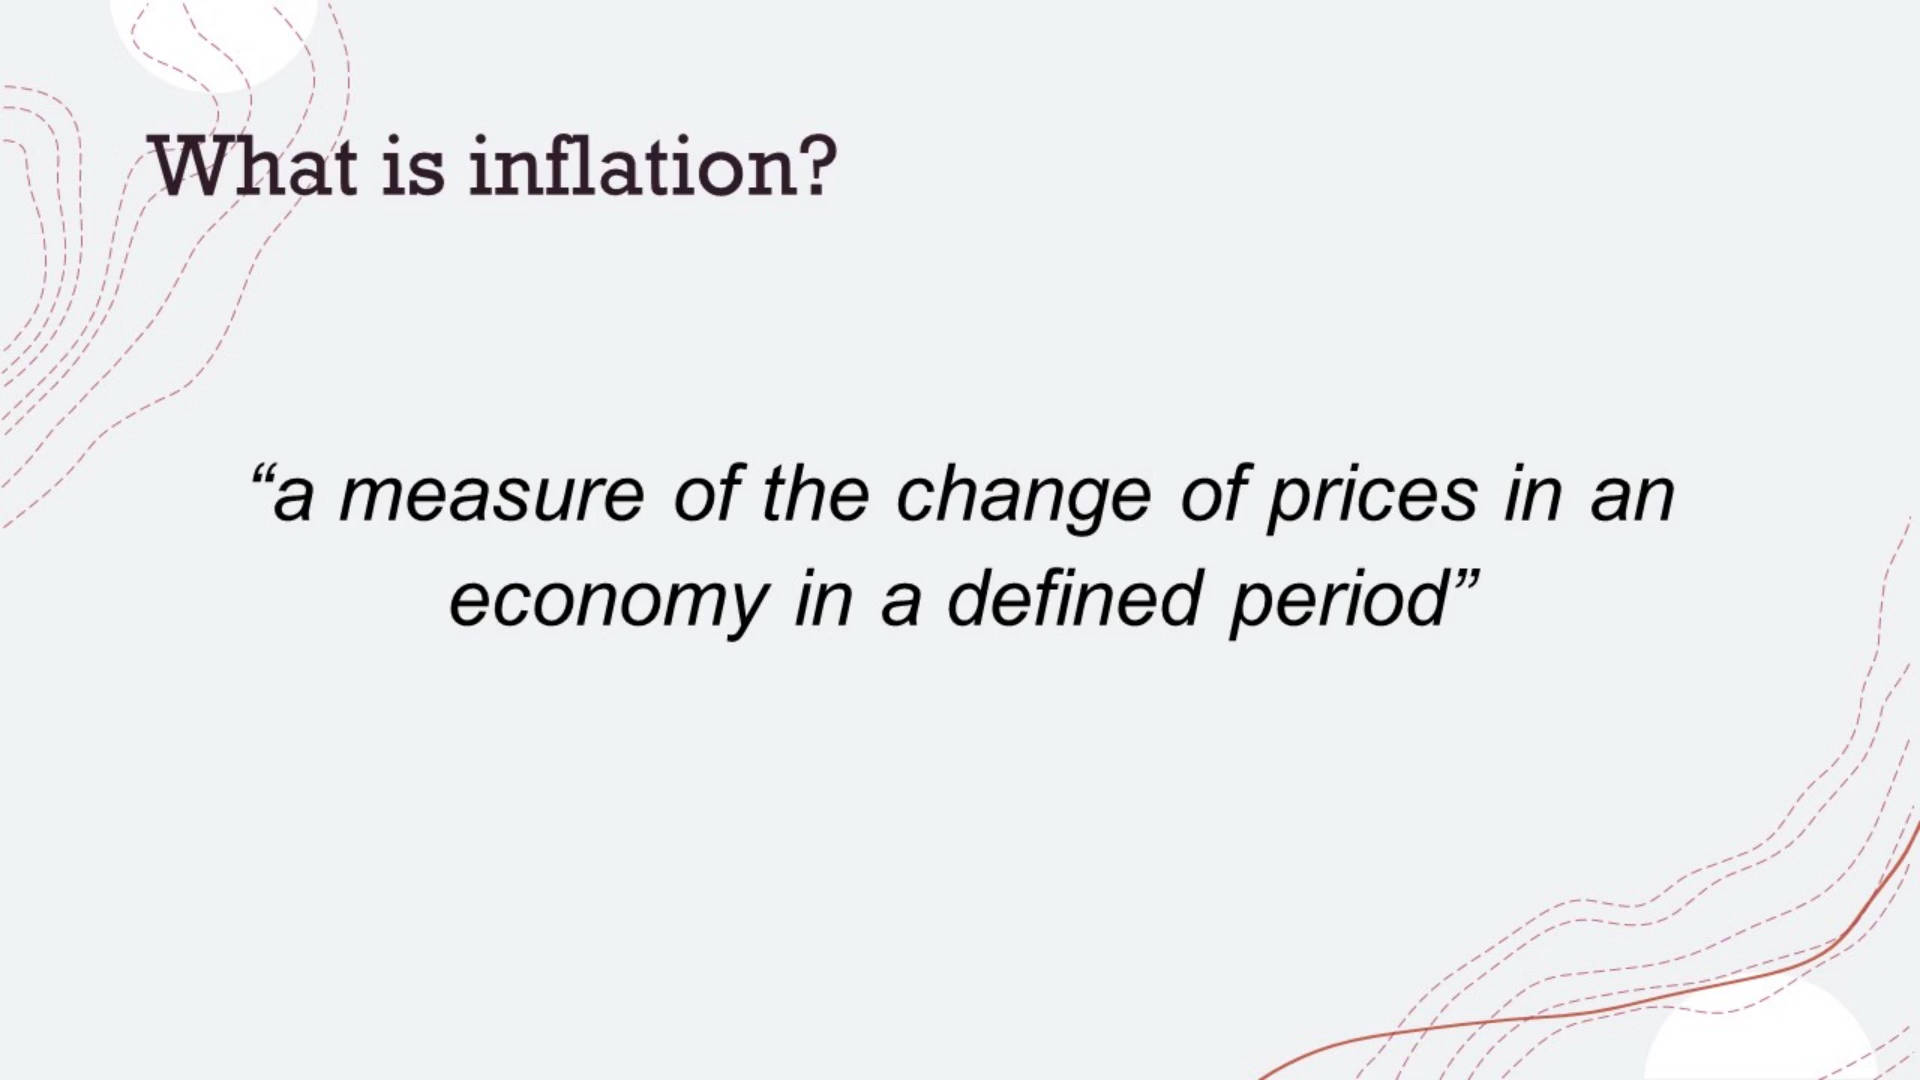 What is inflation?
“a measure of the change of prices in an
economy in a defined period”